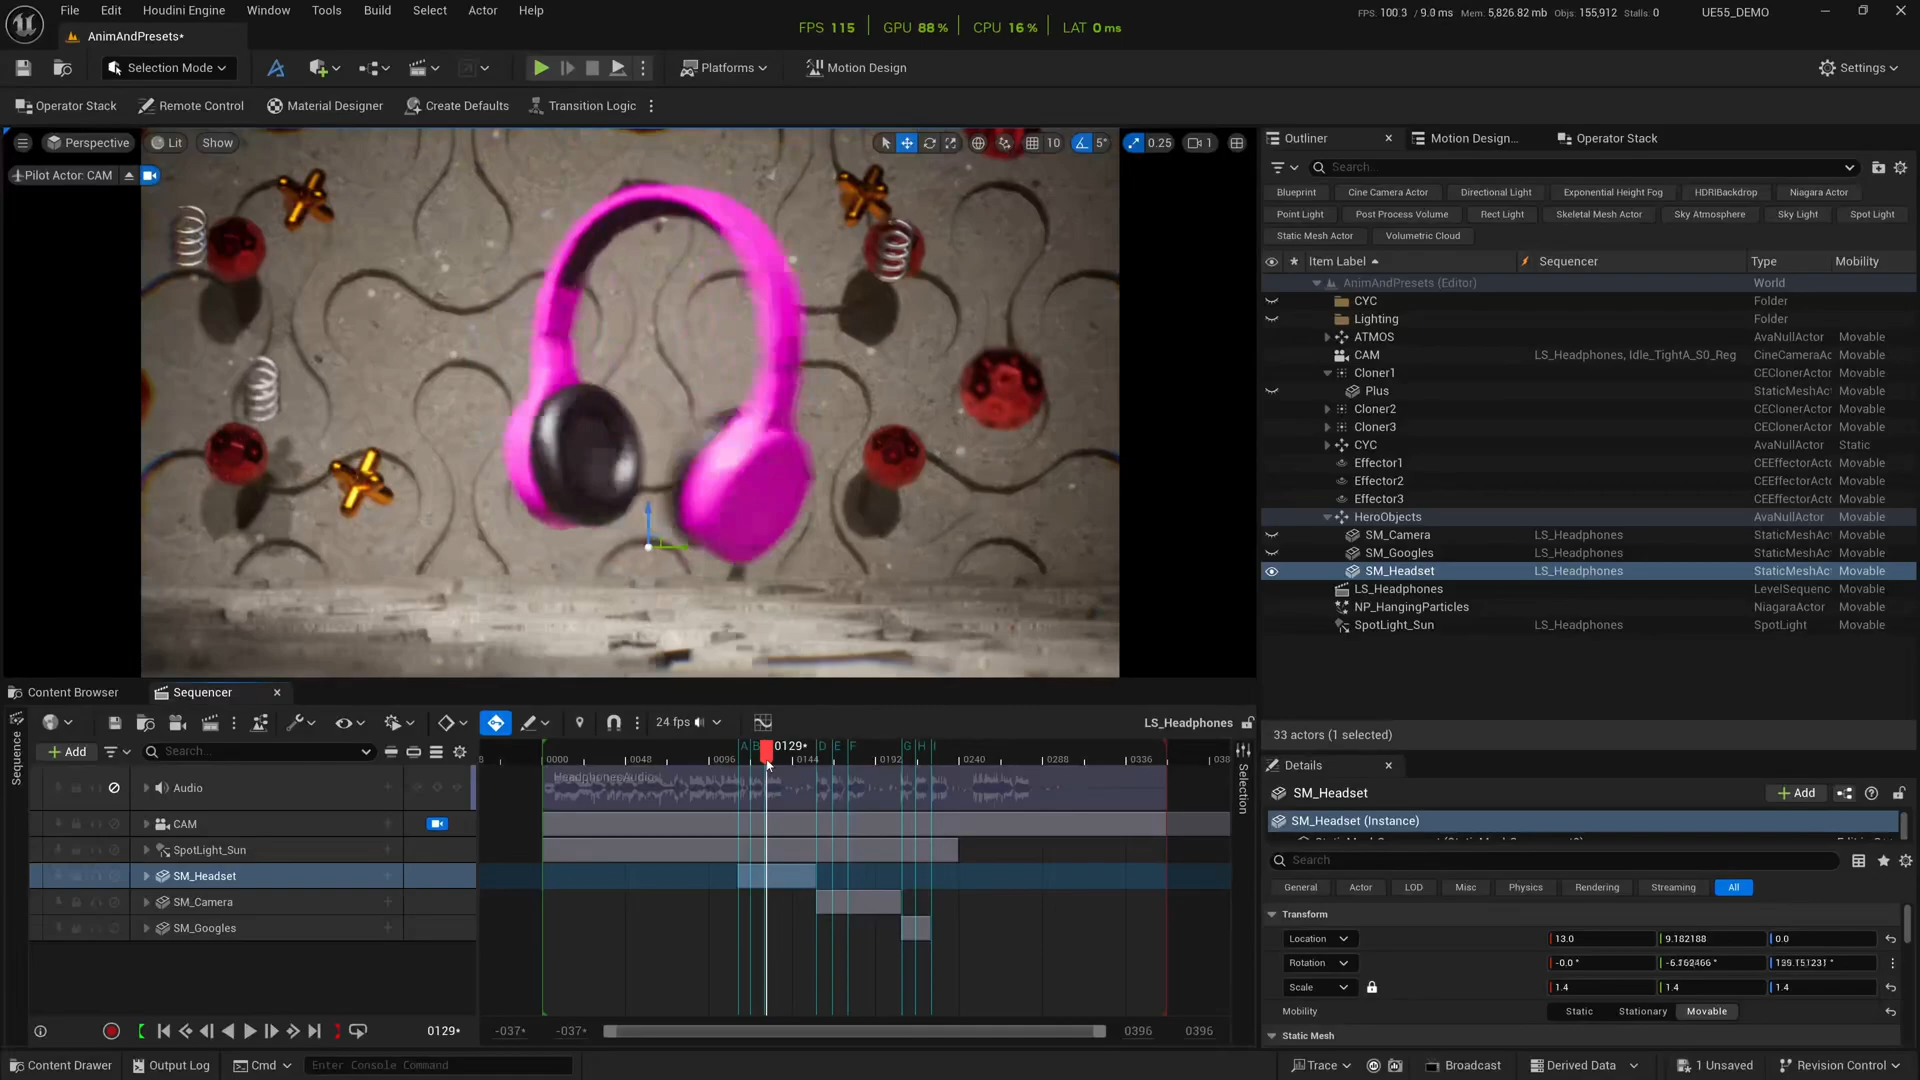 File Edit Houdini Engine Window Tools Build Select Actor Help
FPS 115 GPU 88 % CPU 16 % LAT 0 ms
FPS: 100.3 / 9.9 ms Mem: 5,826.82 mb Objs: 155,912 Stalls: 0
UE55_DEMO
AnimAndPresets*
Selection Mode Platforms Motion Design Settings
Operator Stack Remote Control Material Designer Create Defaults Transition Logic
Perspective Lit Show 10 5° 0.25 1
Pilot Actor: CAM
Outliner Motion Design... Operator Stack
Search...
Blueprint Cine Camera Actor Directional Light Exponential Height Fog HDRIBackdrop Niagara Actor
Point Light Post Process Volume Rect Light Skeletal Mesh Actor Sky Atmosphere Sky Light Spot Light
Static Mesh Actor Volumetric Cloud
Item Label Sequencer Type Mobility
AnimAndPresets (Editor) World
CYC Folder
Lighting Folder
ATMOS AvaNullActor Movable
CAM LS_Headphones, Idle_TightA_S0_Reg CineCameraAc Movable
Cloner1 CEClonerActor Movable
Plus StaticMeshAc Movable
Cloner2 CEClonerActor Movable
Cloner3 CEClonerActor Movable
CYC AvaNullActor Static
Effector1 CEEffectorActo Movable
Effector2 CEEffectorActo Movable
Effector3 CEEffectorActo Movable
HeroObjects AvaNullActor Movable
SM_Camera LS_Headphones StaticMeshAc Movable
SM_Googles LS_Headphones StaticMeshAc Movable
SM_Headset LS_Headphones StaticMeshAc Movable
LS_Headphones LevelSequenc Movable
NP_HangingParticles NiagaraActor Movable
SpotLight_Sun LS_Headphones SpotLight Movable
33 actors (1 selected)
Content Browser Sequencer
24 fps LS_Headphones
Sequence
Add Search...
A B 0129* D E F G H I
0000 0048 0096 0144 0192 0240 0288 0336 038
Selection
Audio
HeadphonesAudio
CAM
SpotLight_Sun
SM_Headset
SM_Camera
SM_Googles
0129* -037* -037* 0396 0396
Details
SM_Headset Add
SM_Headset (Instance)
Search
General Actor LOD Misc Physics Rendering Streaming All
Transform
Location 13.0 9.182188 0.0
Rotation -0.0 °
Scale 1.4 1.4 1.4
Mobility Static Stationary Movable
Static Mesh
Content Drawer Output Log Cmd Enter Console Command Trace Broadcast Derived Data 1 Unsaved Revision Control